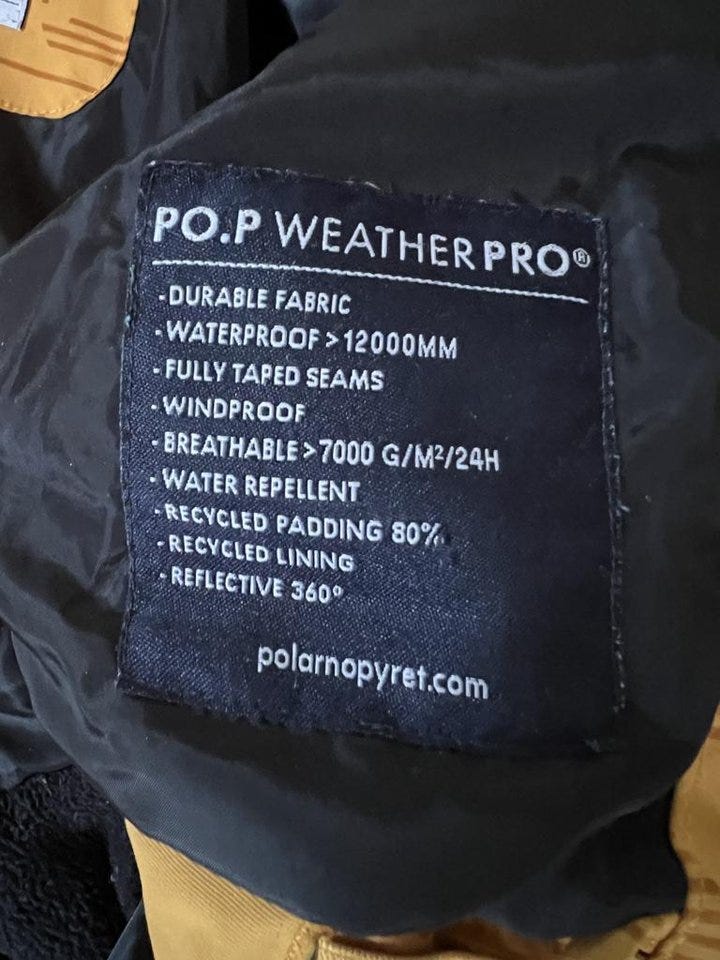 PO.P WEATHERPRO®
-DURABLE FABRIC
-WATERPROOF>12000MM
-FULLY TAPED SEAMS
-WINDPROOF
-BREATHABLE>7000 G/M²/24H
-WATER REPELLENT
-RECYCLED PADDING 80%
-RECYCLED LINING
-REFLECTIVE 360°
polarnopyret.com